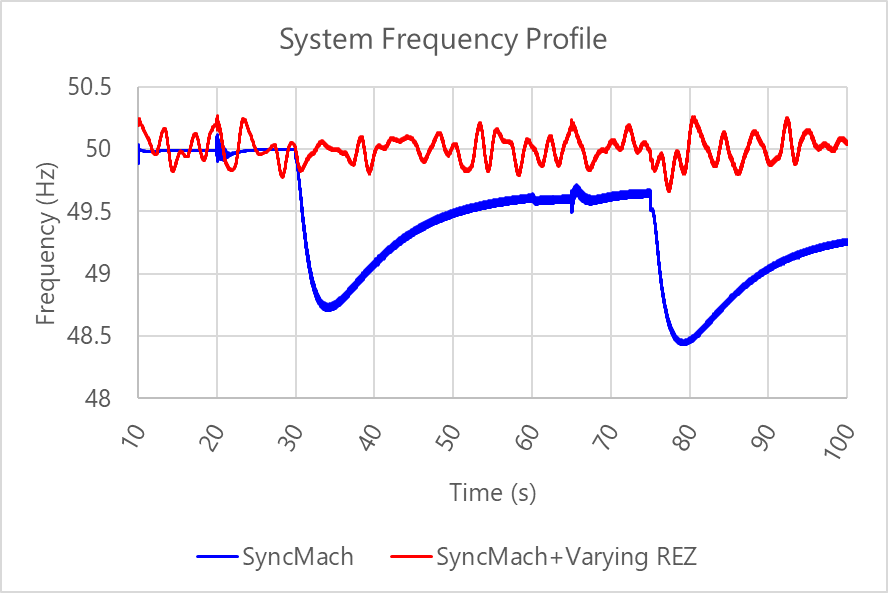 System Frequency Profile
50.5
50
49.5
49
48.5
48
Frequency (Hz)
10 20 30 40 50 60 70 80 90 100
Time (s)
SyncMach SyncMach+Varying REZ